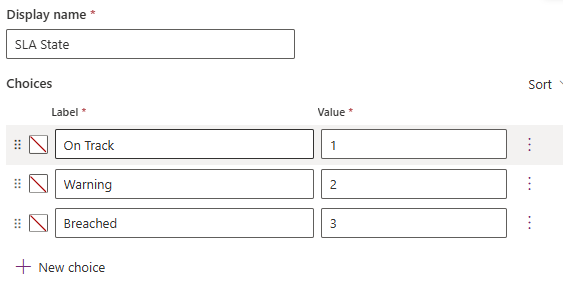 Display name *
SLA State
Choices
Sort
Label * Value *
On Track 1
Warning 2
Breached 3
New choice